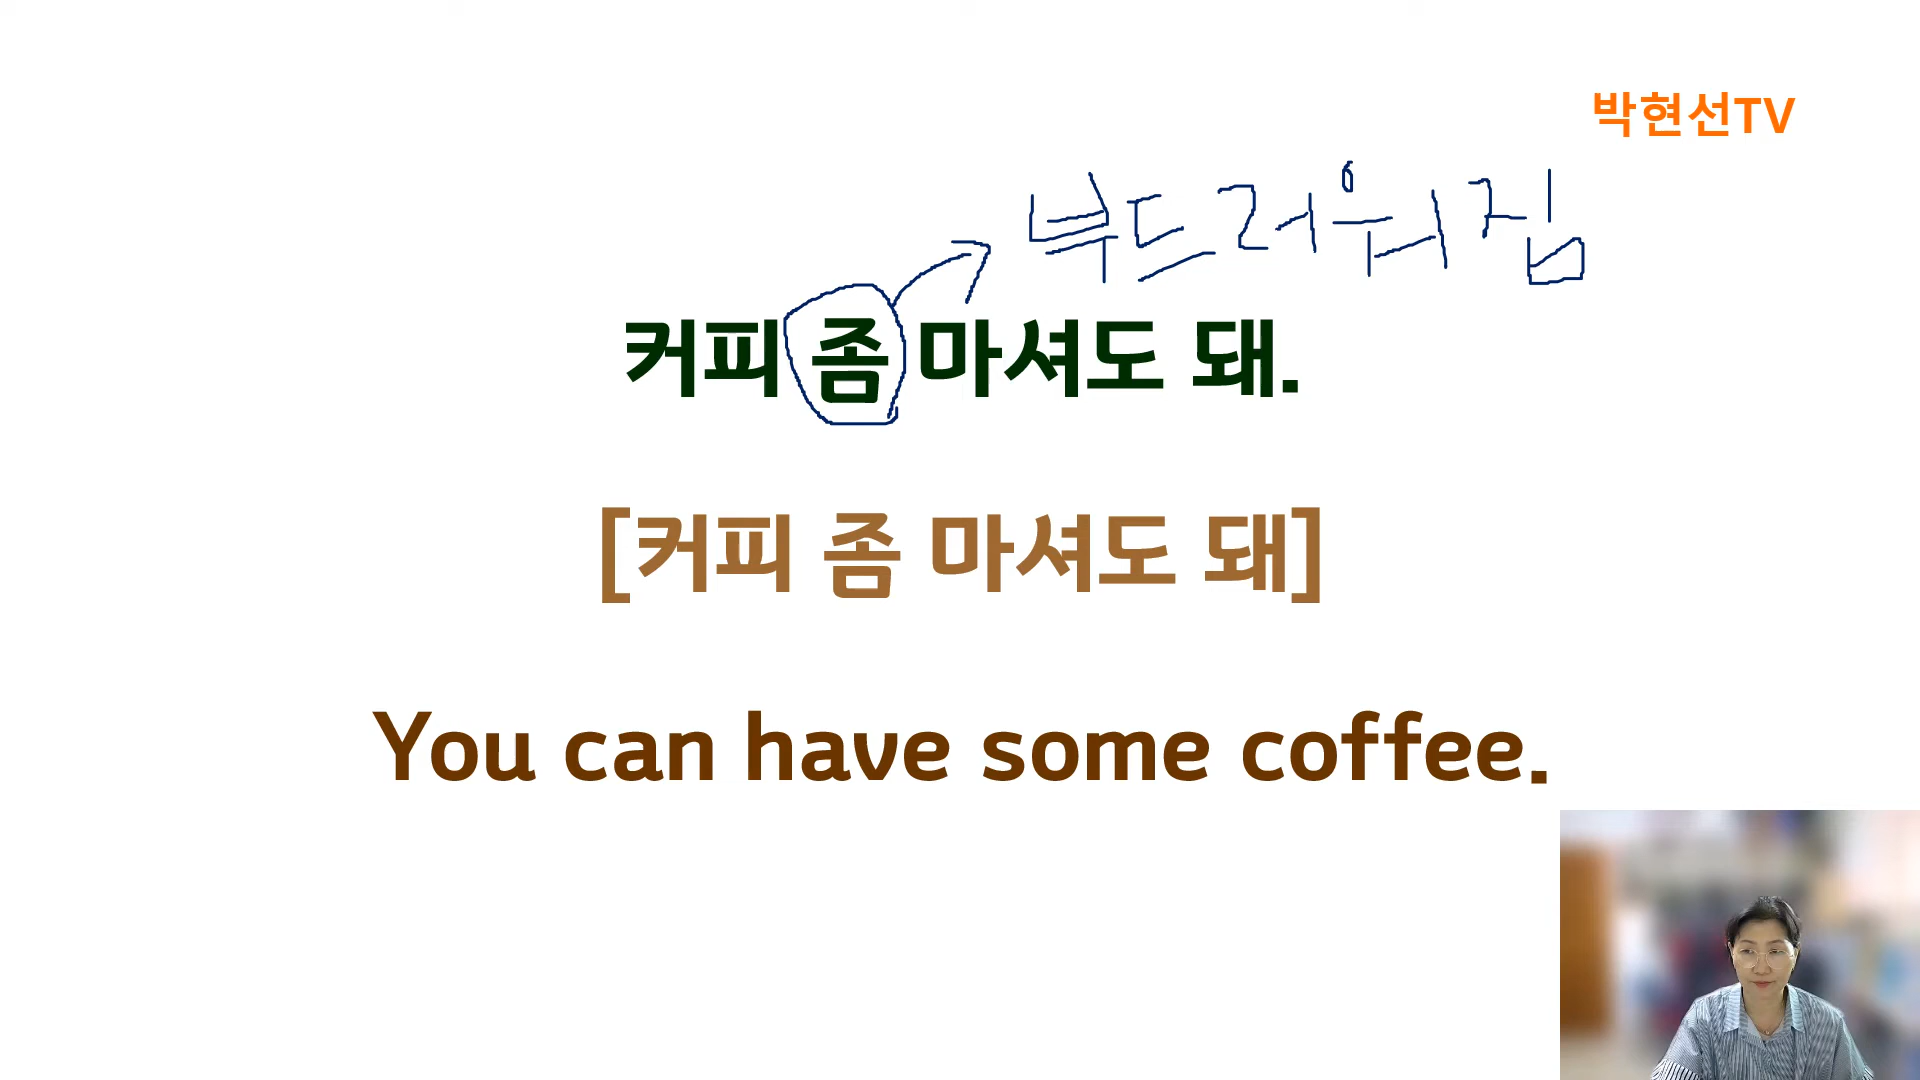 박현선TV
부드러워짐
커피 좀 마셔도 돼.
[커피 좀 마셔도 돼]
You can have some coffee.